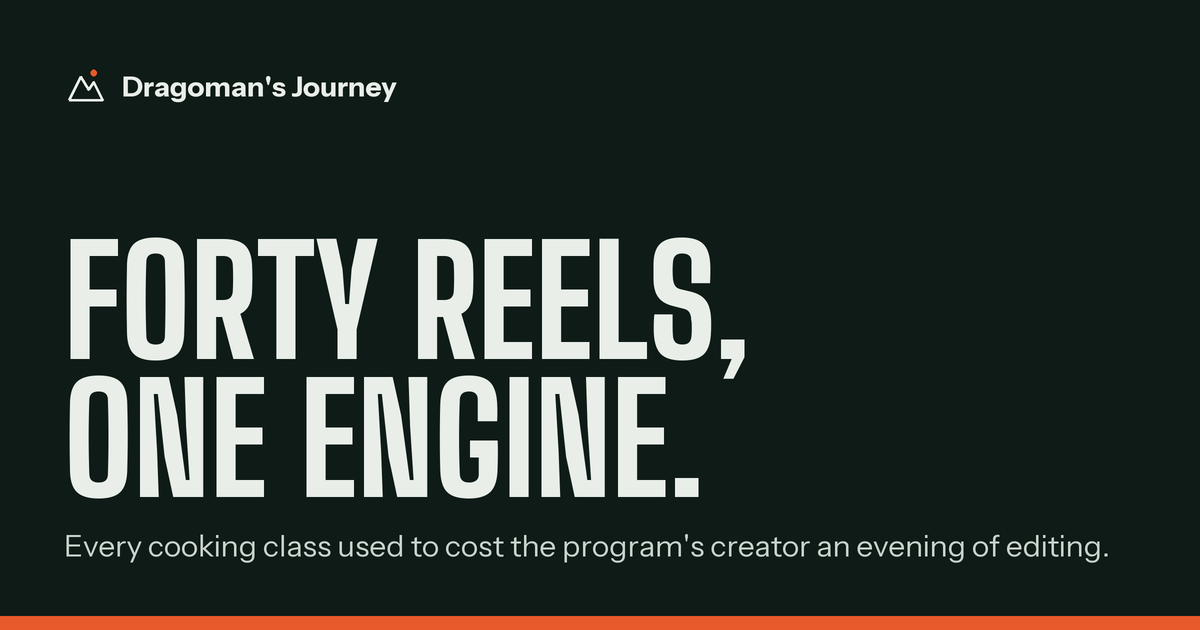 Dragoman's Journey
FORTY REELS,
ONE ENGINE.
Every cooking class used to cost the program's creator an evening of editing.